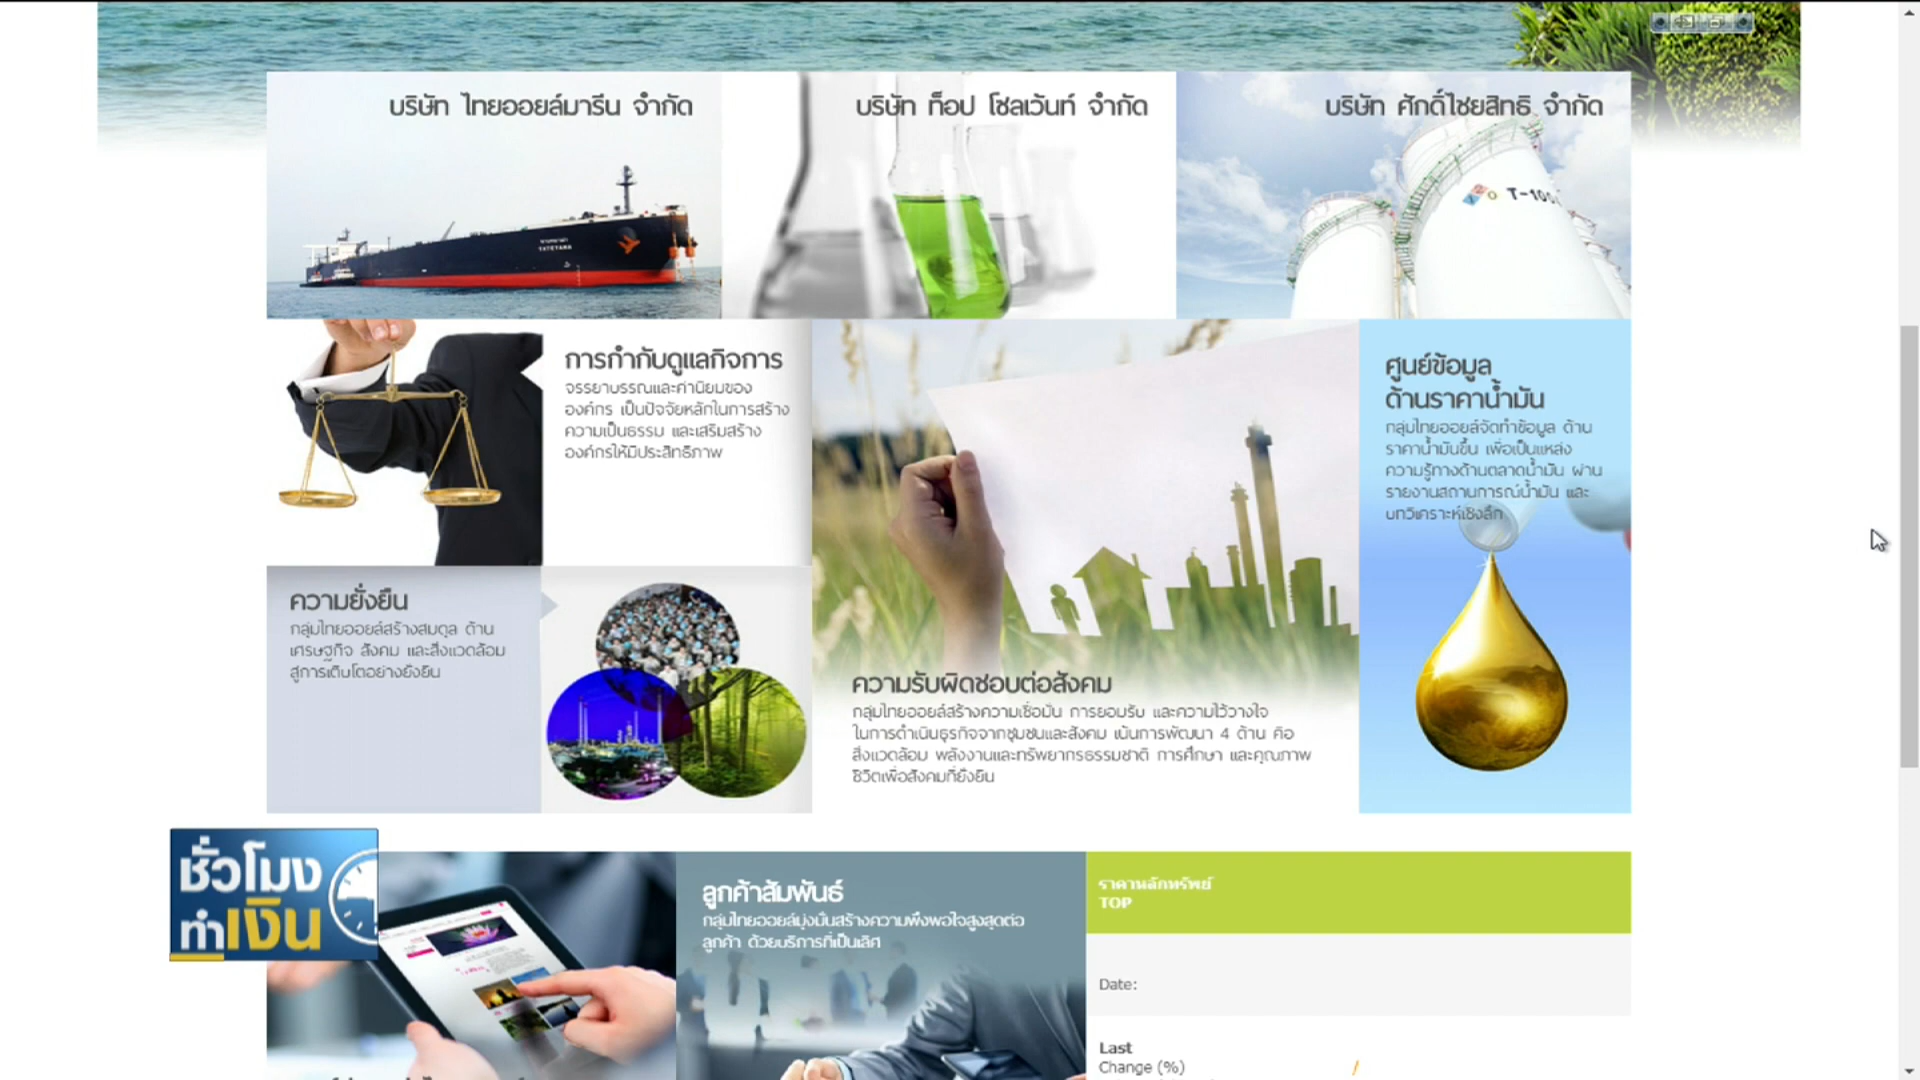 บริษัท ไทยออยล์มารีน จำกัด
บริษัท ท็อป โซลเว้นท์ จำกัด
บริษัท ศักดิ์ไชยสิทธิ จำกัด
TATEYAMA
T-100
การกำกับดูแลกิจการ
จรรยาบรรณและค่านิยมของ
องค์กร เป็นปัจจัยหลักในการสร้าง
ความเป็นธรรม และเสริมสร้าง
องค์กรให้มีประสิทธิภาพ
ศูนย์ข้อมูล
ด้านราคาน้ำมัน
กลุ่มไทยออยล์จัดทำข้อมูล ด้าน
ราคาน้ำมันขึ้น เพื่อเป็นแหล่ง
ความรู้ทางด้านตลาดน้ำมัน ผ่าน
รายงานสถานการณ์น้ำมัน และ
บทวิเคราะห์เชิงลึก
ความยั่งยืน
กลุ่มไทยออยล์สร้างสมดุล ด้าน
เศรษฐกิจ สังคม และสิ่งแวดล้อม
สู่การเติบโตอย่างยั่งยืน
ความรับผิดชอบต่อสังคม
กลุ่มไทยออยล์สร้างความเชื่อมั่น การยอมรับ และความไว้วางใจ
ในการดำเนินธุรกิจจากชุมชนและสังคม เน้นการพัฒนา 4 ด้าน คือ
สิ่งแวดล้อม พลังงานและทรัพยากรธรรมชาติ การศึกษา และคุณภาพ
ชีวิตเพื่อสังคมที่ยั่งยืน
ชั่วโมง
ทำเงิน
ลูกค้าสัมพันธ์
กลุ่มไทยออยล์มุ่งมั่นสร้างความพึงพอใจสูงสุดต่อ
ลูกค้า ด้วยบริการที่เป็นเลิศ
ราคาหลักทรัพย์
TOP
Date:
Last
Change (%)
/